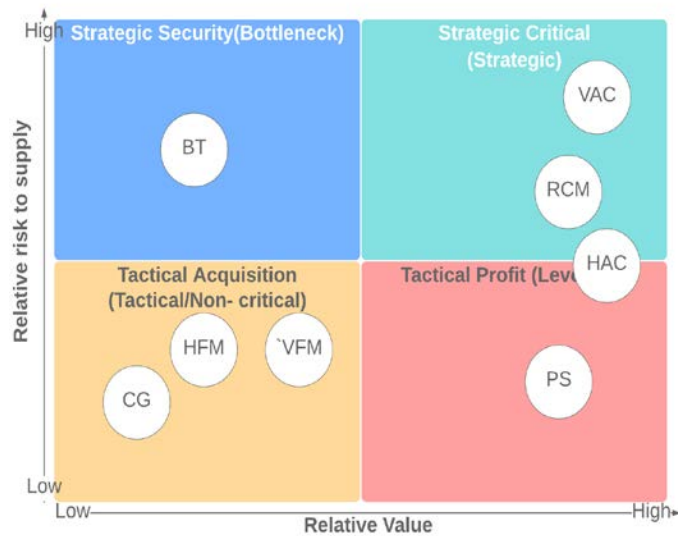 High
Strategic Security(Bottleneck)
Strategic Critical
(Strategic)
VAC
BT
RCM
Relative risk to supply
HAC
Tactical Acquisition
(Tactical/Non- critical)
Tactical Profit (Leve
HFM
`VFM
PS
CG
Low
Low
Relative Value
High